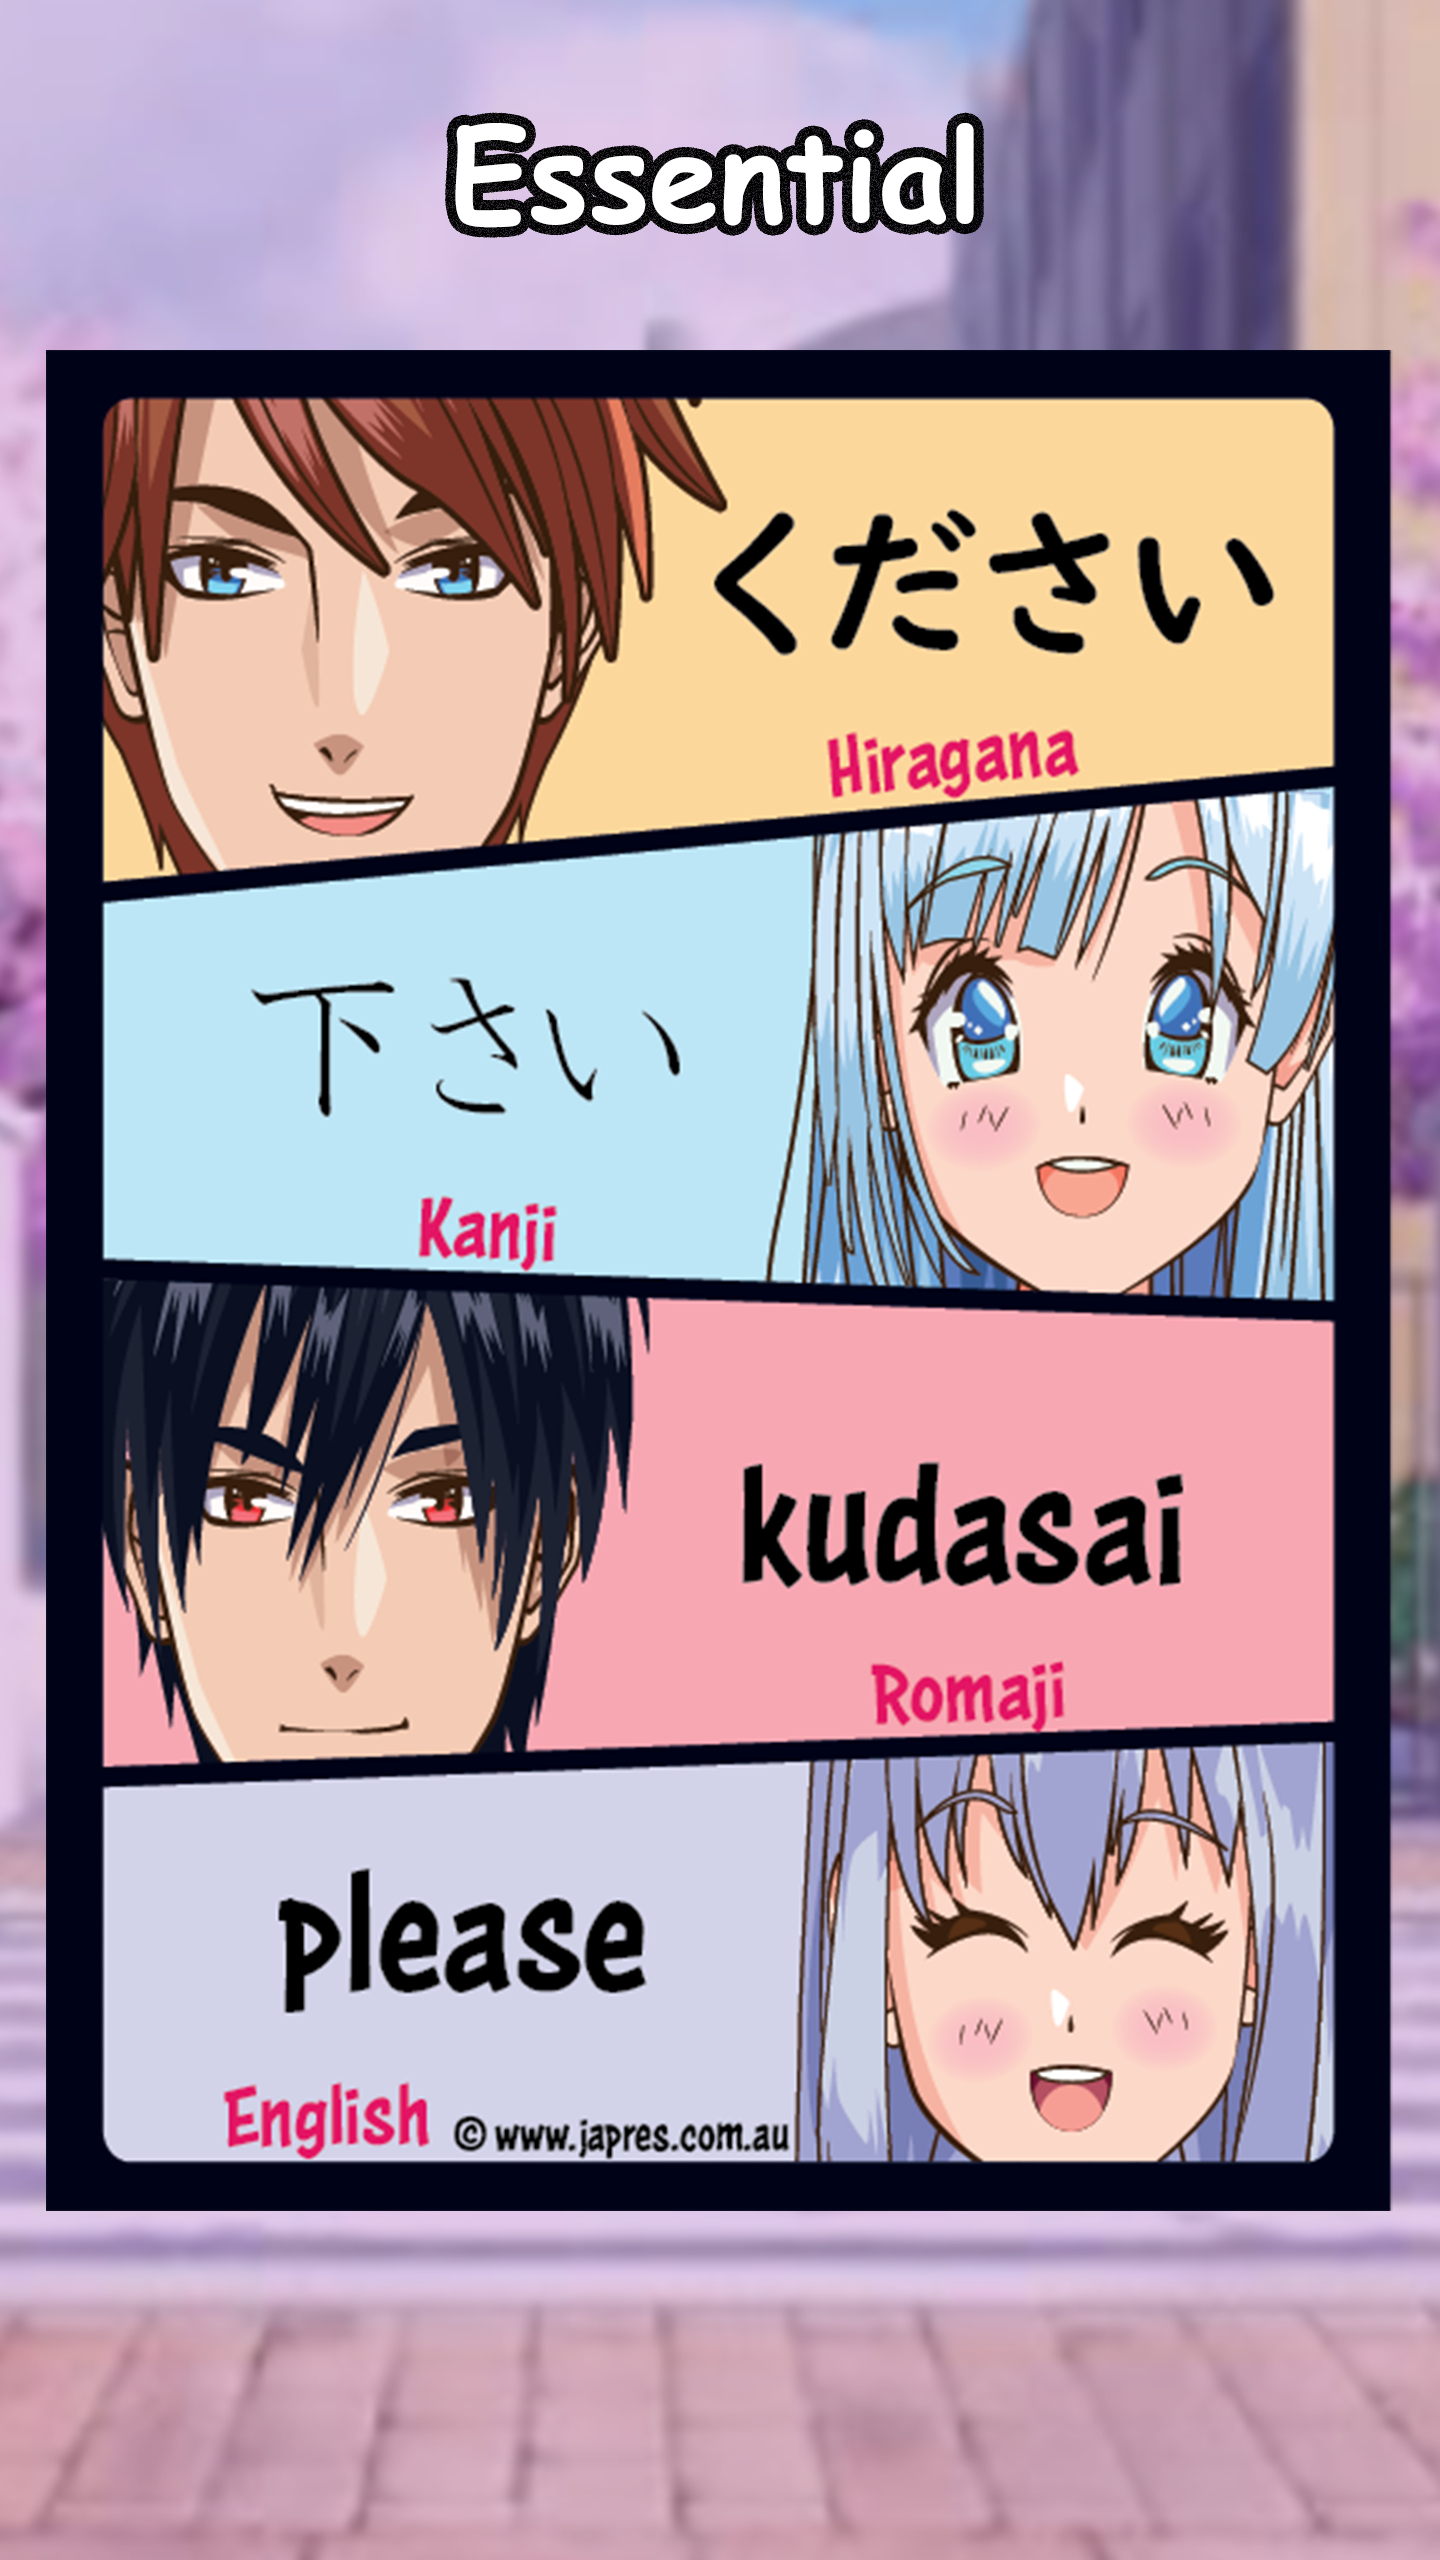 Essential
ください
Hiragana
下さい
Kanji
kudasai
Romaji
please
English
© www.japres.com.au